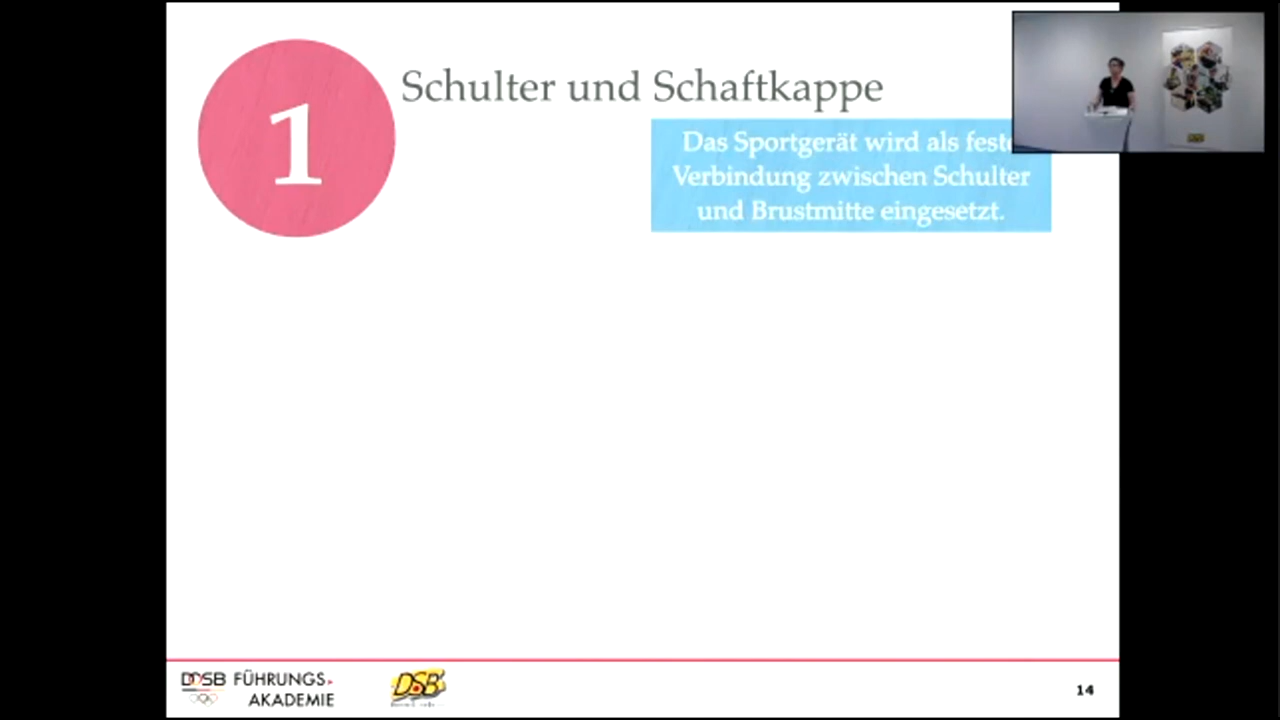 1
Schulter und Schaftkappe
Das Sportgerät wird als feste
Verbindung zwischen Schulter
und Brustmitte eingesetzt.
DOSB FÜHRUNGS
AKADEMIE
DSB
14